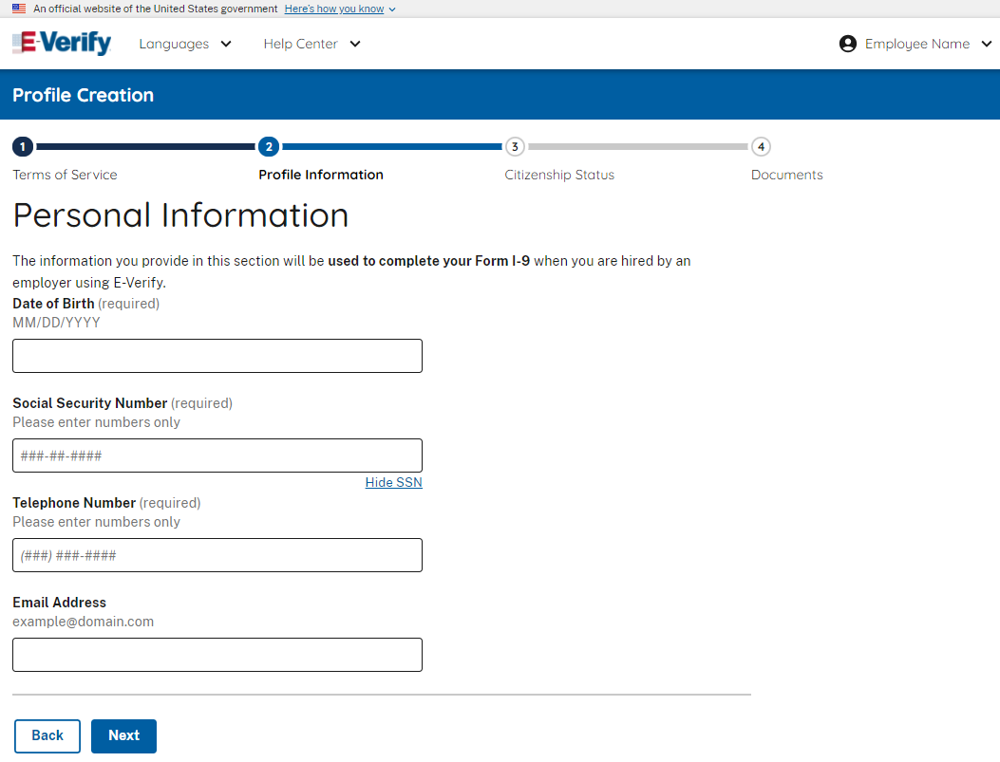 An official website of the United States government Here's how you know
E-Verify Languages Help Center Employee Name
Profile Creation
1 2 3 4
Terms of Service Profile Information Citizenship Status Documents
Personal Information
The information you provide in this section will be used to complete your Form I-9 when you are hired by an
employer using E-Verify.
Date of Birth (required)
MM/DD/YYYY
Social Security Number (required)
Please enter numbers only
###-##-####
Hide SSN
Telephone Number (required)
Please enter numbers only
(###) ###-####
Email Address
example@domain.com
Back Next